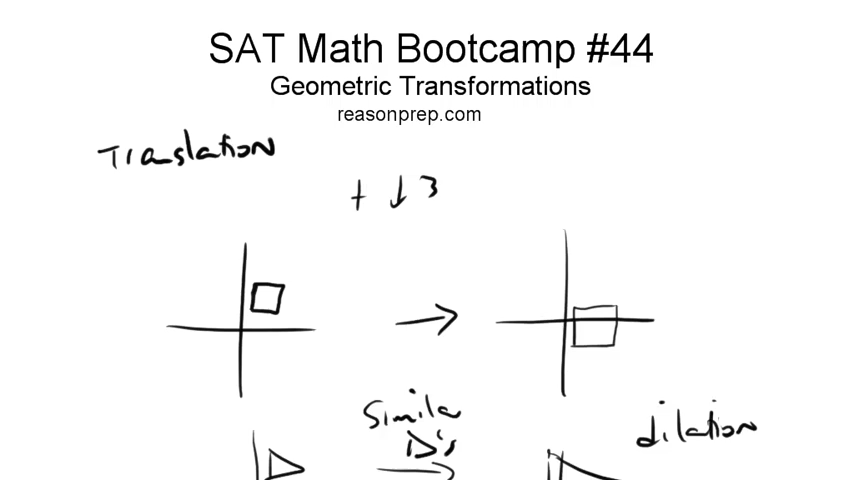 SAT Math Bootcamp #44
Geometric Transformations
reasonprep.com
Translation
+ ↓ 3
Similar
Δ's
dilation